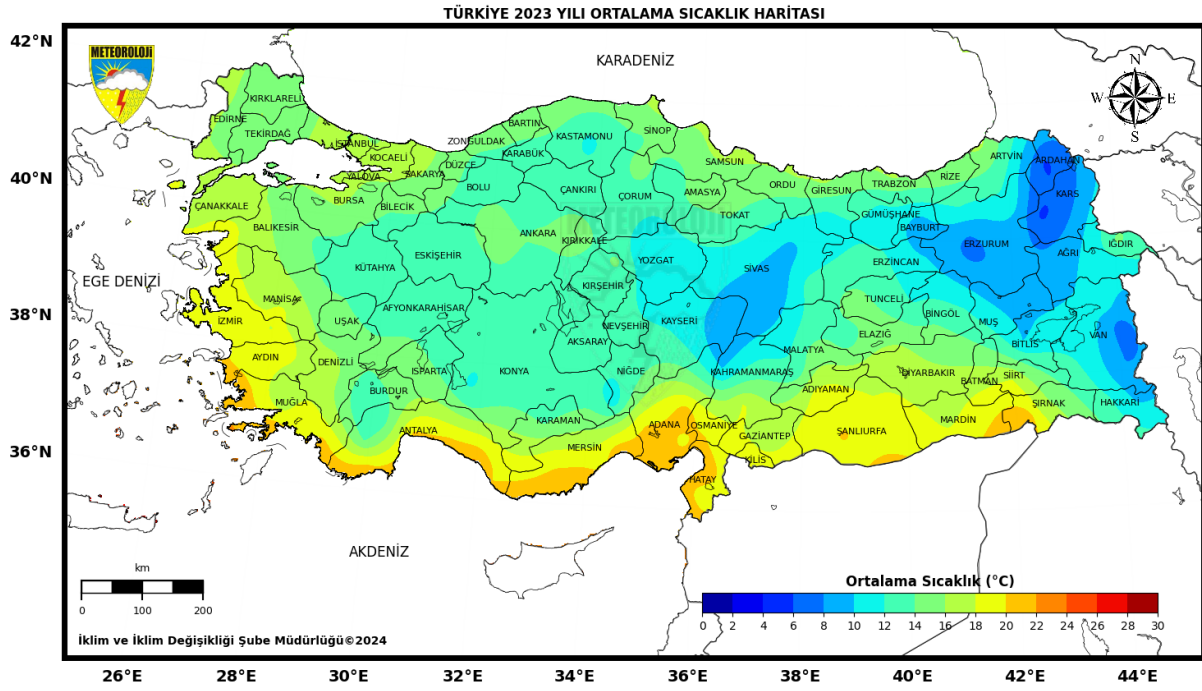 TÜRKİYE 2023 YILI ORTALAMA SICAKLIK HARİTASI
42°N
40°N
38°N
36°N
METEOROLOJİ
KARADENİZ
N
W E
S
KIRKLARELİ
EDİRNE
TEKİRDAĞ
İSTANBUL
KOCAELİ
YALOVA
SAKARYA
DÜZCE
ZONGULDAK
BARTIN
KARABÜK
KASTAMONU
SİNOP
SAMSUN
ORDU
GİRESUN
TRABZON
RİZE
ARTVİN
ARDAHAN
KARS
ÇANAKKALE
BALIKESİR
BURSA
BİLECİK
BOLU
ÇANKIRI
ÇORUM
AMASYA
TOKAT
GÜMÜŞHANE
BAYBURT
ERZURUM
AĞRI
IĞDIR
EGE DENİZİ
KÜTAHYA
ESKİŞEHİR
ANKARA
KIRIKKALE
YOZGAT
SİVAS
ERZİNCAN
METEOROLOJİ
MANİSA
İZMİR
UŞAK
AFYONKARAHİSAR
KIRŞEHİR
NEVŞEHİR
AKSARAY
KAYSERİ
TUNCELİ
ELAZIĞ
BİNGÖL
MUŞ
BİTLİS
VAN
AYDIN
DENİZLİ
ISPARTA
BURDUR
KONYA
NİĞDE
KAHRAMANMARAŞ
MALATYA
ADIYAMAN
DİYARBAKIR
BATMAN
SİİRT
ŞIRNAK
HAKKARİ
MUĞLA
ANTALYA
KARAMAN
MERSİN
ADANA
OSMANİYE
GAZİANTEP
KİLİS
ŞANLIURFA
MARDİN
HATAY
AKDENİZ
km
0 100 200
İklim ve İklim Değişikliği Şube Müdürlüğü©2024
Ortalama Sıcaklık (°C)
0 2 4 6 8 10 12 14 16 18 20 22 24 26 28 30
26°E 28°E 30°E 32°E 34°E 36°E 38°E 40°E 42°E 44°E